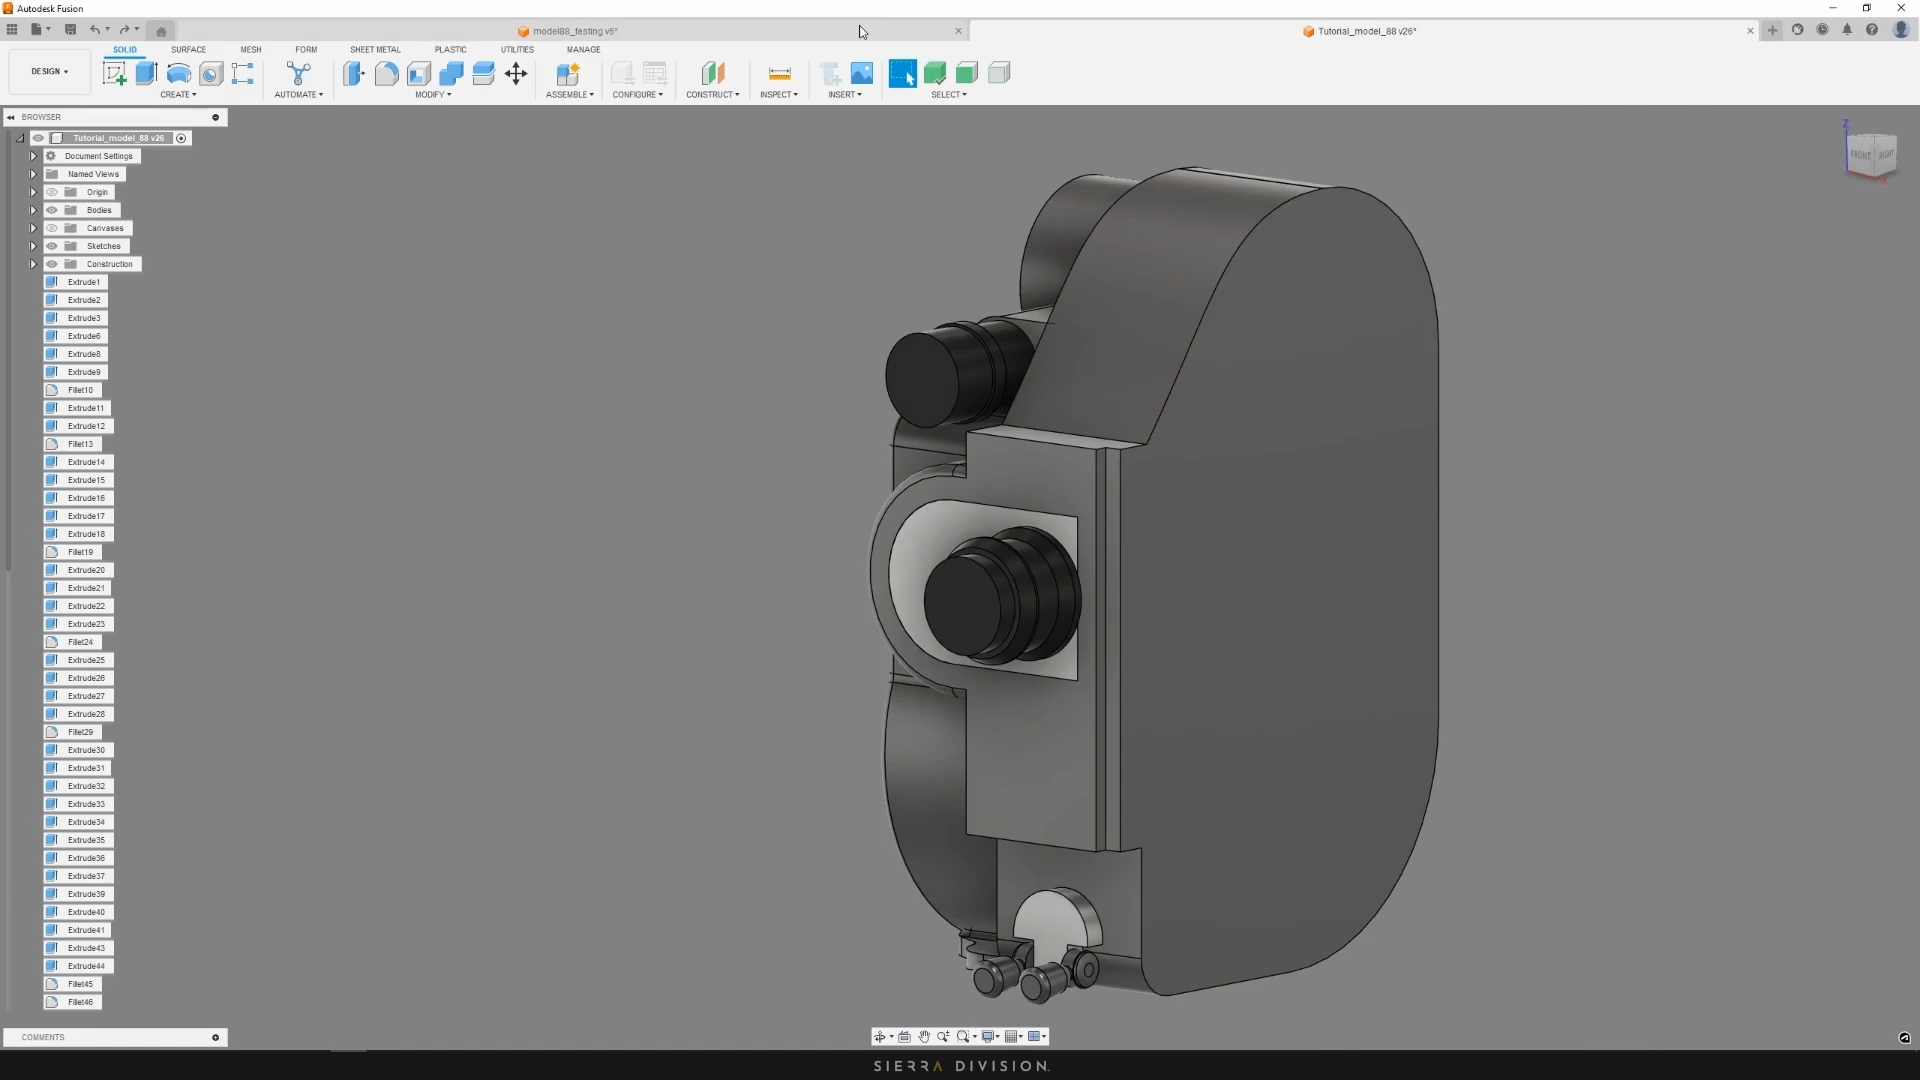 Autodesk Fusion
model88_testing v6*
Tutorial_model_88 v26*
SOLID SURFACE MESH FORM SHEET METAL PLASTIC UTILITIES MANAGE
DESIGN
CREATE AUTOMATE MODIFY ASSEMBLE CONFIGURE CONSTRUCT INSPECT INSERT SELECT
BROWSER
Tutorial_model_88 v26
Document Settings
Named Views
Origin
Bodies
Canvases
Sketches
Construction
Extrude1
Extrude2
Extrude3
Extrude6
Extrude8
Extrude9
Fillet10
Extrude11
Extrude12
Fillet13
Extrude14
Extrude15
Extrude16
Extrude17
Extrude18
Fillet19
Extrude20
Extrude21
Extrude22
Extrude23
Fillet24
Extrude25
Extrude26
Extrude27
Extrude28
Fillet29
Extrude30
Extrude31
Extrude32
Extrude33
Extrude34
Extrude35
Extrude36
Extrude37
Extrude39
Extrude40
Extrude41
Extrude43
Extrude44
Fillet45
Fillet46
Z
FRONT RIGHT
X
COMMENTS
SIERRA DIVISION